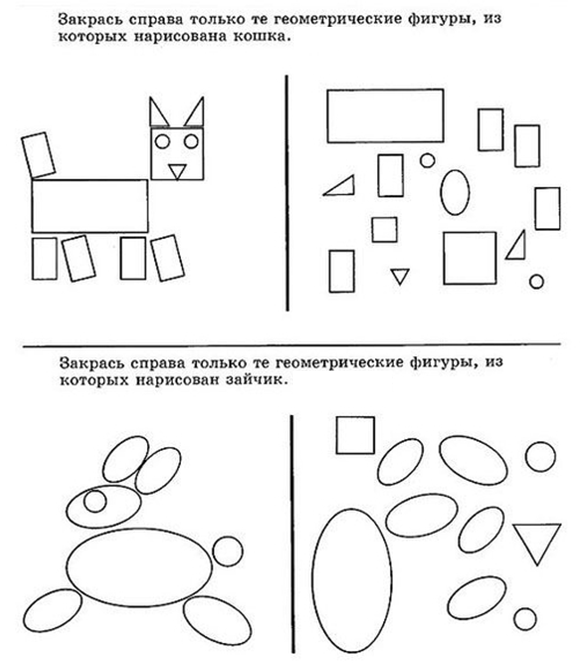 Закрась справа только те геометрические фигуры, из
которых нарисована кошка.
Закрась справа только те геометрические фигуры, из
которых нарисован зайчик.